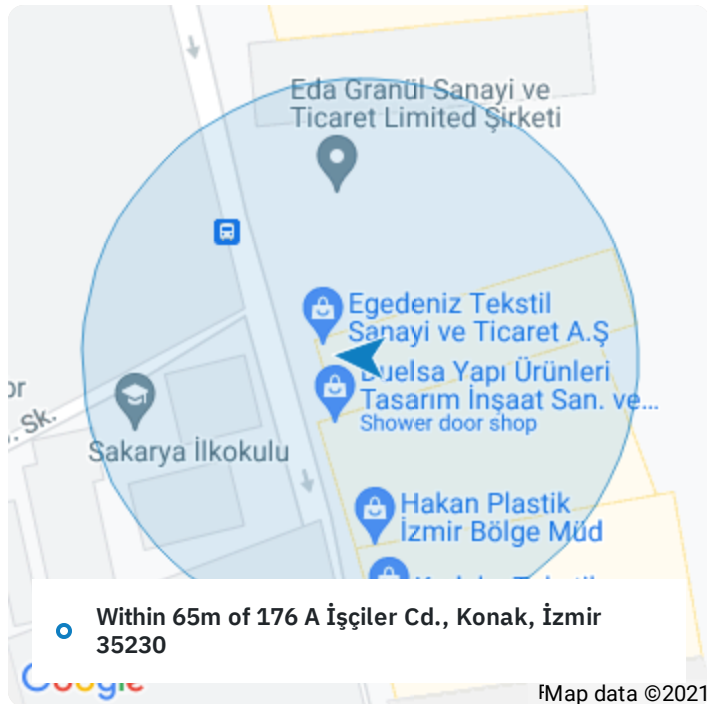 Eda Granül Sanayi ve
Ticaret Limited Şirketi
Egedeniz Tekstil
Sanayi ve Ticaret A.Ş
Yapı Ürünleri
Tasarım İnşaat San. ve...
Shower door shop
Sk.
Sakarya İlkokulu
Hakan Plastik
İzmir Bölge Müd
Within 65m of 176 A İşçiler Cd., Konak, İzmir
35230
Google
Map data ©2021